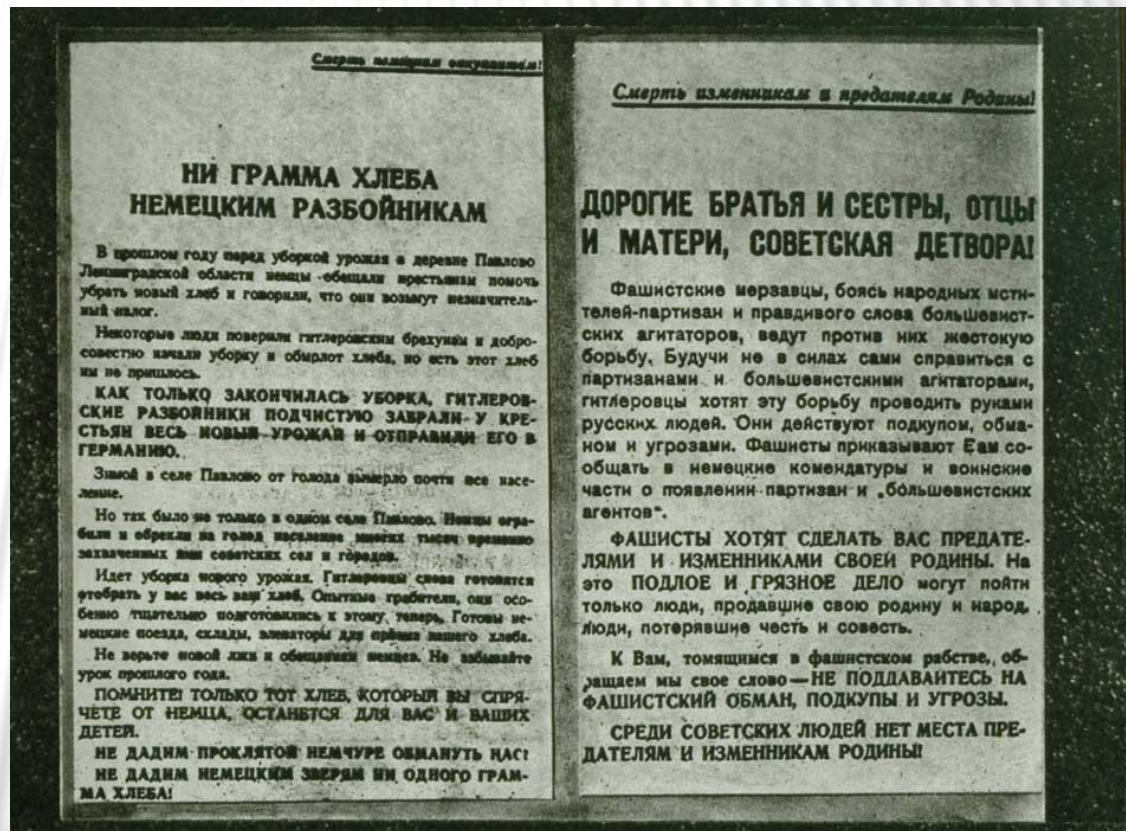 Смерть немецким оккупантам!
НИ ГРАММА ХЛЕБА
НЕМЕЦКИМ РАЗБОЙНИКАМ
В прошлом году перед уборкой урожая в деревне Павлово
Ленинградской области немцы обещали крестьянам помочь
убрать новый хлеб и говорили, что они возьмут незначитель-
ный налог.
Некоторые люди поверили гитлеровским брехунам и добро-
совестно начали уборку и обмолот хлеба, но есть этот хлеб
им не пришлось.
КАК ТОЛЬКО ЗАКОНЧИЛАСЬ УБОРКА, ГИТЛЕРОВ-
СКИЕ РАЗБОЙНИКИ ПОДЧИСТУЮ ЗАБРАЛИ У КРЕ-
СТЬЯН ВЕСЬ НОВЫЙ УРОЖАЙ И ОТПРАВИЛИ ЕГО В
ГЕРМАНИЮ.
Зимой в селе Павлово от голода вымерло почти все насе-
ление.
Но так было не только в одном селе Павлово. Немцы огра-
били и обрекли на голод население многих тысяч временно
захваченных ими советских сел и городов.
Идет уборка нового урожая. Гитлеровцы снова готовятся
отобрать у вас весь ваш хлеб. Опытные грабители, они осо-
бенно тщательно подготовились к этому теперь. Готовы не-
мецкие поезда, склады, элеваторы для приема вашего хлеба.
Не верьте новой лжи и обещаниям немцев. Не забывайте
урок прошлого года.
ПОМНИТЕ! ТОЛЬКО ТОТ ХЛЕБ, КОТОРЫЙ ВЫ СПРЯ-
ЧЕТЕ ОТ НЕМЦА, ОСТАНЕТСЯ ДЛЯ ВАС И ВАШИХ
ДЕТЕЙ.
НЕ ДАДИМ ПРОКЛЯТОЙ НЕМЧУРЕ ОБМАНУТЬ НАС!
НЕ ДАДИМ НЕМЕЦКИМ ЗВЕРЯМ НИ ОДНОГО ГРАМ-
МА ХЛЕБА!
Смерть изменникам и предателям Родины!
ДОРОГИЕ БРАТЬЯ И СЕСТРЫ, ОТЦЫ
И МАТЕРИ, СОВЕТСКАЯ ДЕТВОРА!
Фашистские мерзавцы, боясь народных мсти-
телей-партизан и правдивого слова большевист-
ских агитаторов, ведут против них жестокую
борьбу. Будучи не в силах сами справиться с
партизанами и большевистскими агитаторами,
гитлеровцы хотят эту борьбу проводить руками
русских людей. Они действуют подкупом, обма-
ном и угрозами. Фашисты приказывают Вам со-
общать в немецкие комендатуры и воинские
части о появлении партизан и „большевистских
агентов“.
ФАШИСТЫ ХОТЯТ СДЕЛАТЬ ВАС ПРЕДАТЕ-
ЛЯМИ И ИЗМЕННИКАМИ СВОЕЙ РОДИНЫ. На
это ПОДЛОЕ И ГРЯЗНОЕ ДЕЛО могут пойти
только люди, продавшие свою родину и народ,
люди, потерявшие честь и совесть.
К Вам, томящимся в фашистском рабстве, об-
ращаем мы свое слово—НЕ ПОДДАВАЙТЕСЬ НА
ФАШИСТСКИЙ ОБМАН, ПОДКУПЫ И УГРОЗЫ.
СРЕДИ СОВЕТСКИХ ЛЮДЕЙ НЕТ МЕСТА ПРЕ-
ДАТЕЛЯМ И ИЗМЕННИКАМ РОДИНЫ!